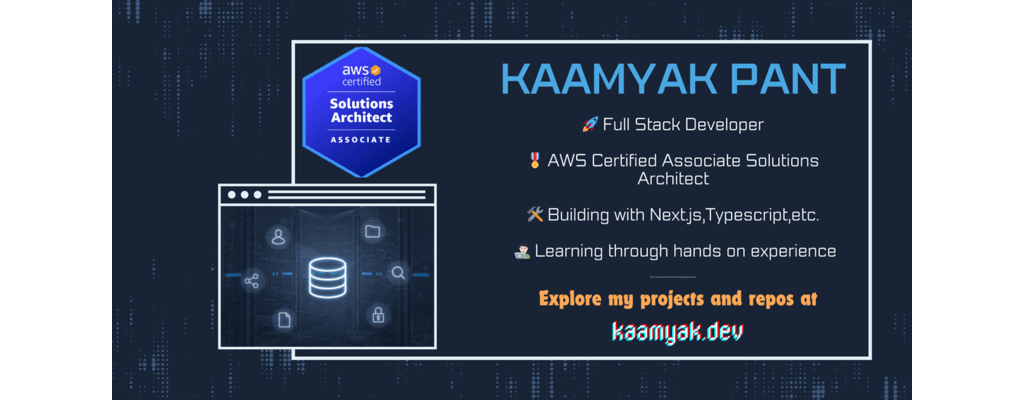 aws
certified
Solutions
Architect
ASSOCIATE
KAAMYAK PANT
🚀 Full Stack Developer
🎖️ AWS Certified Associate Solutions
Architect
🛠️ Building with Next.js,Typescript,etc.
👨🏻‍💻 Learning through hands on experience
Explore my projects and repos at
kaamyak.dev